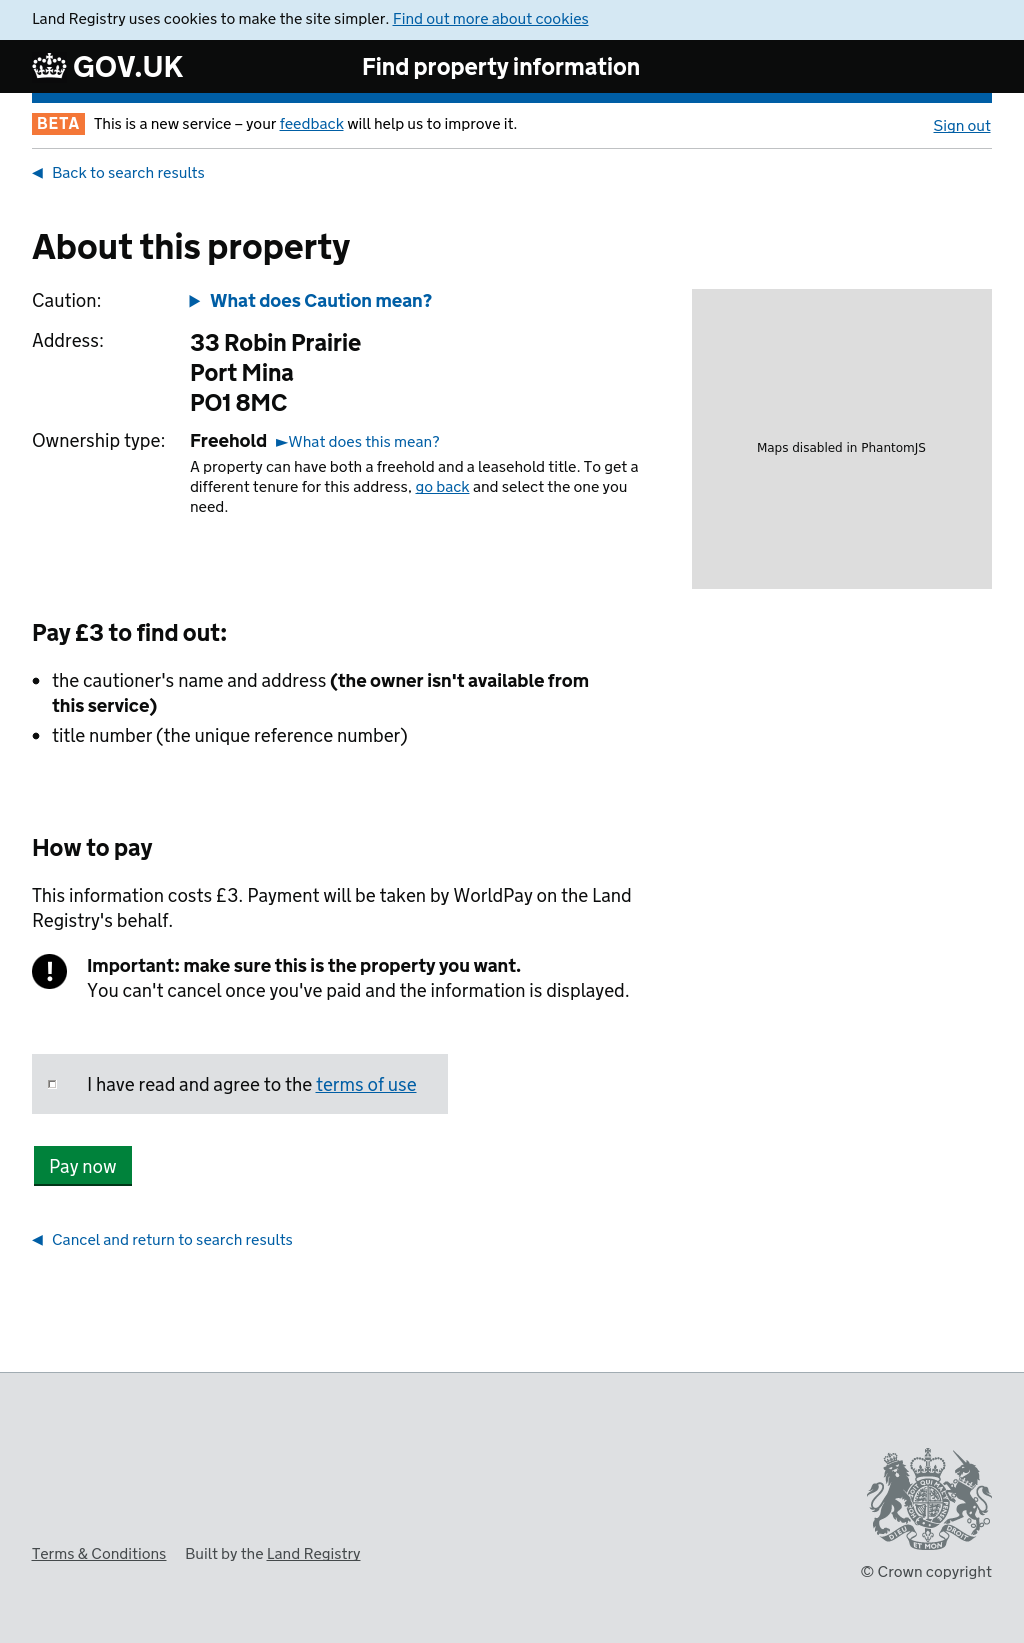 Land Registry uses cookies to make the site simpler. Find out more about cookies
GOV.UK
Find property information
BETA This is a new service – your feedback will help us to improve it.
Sign out
◀ Back to search results
About this property
Caution:
▶ What does Caution mean?
Address:
33 Robin Prairie
Port Mina
PO1 8MC
Ownership type:
Freehold ►What does this mean?
A property can have both a freehold and a leasehold title. To get a
different tenure for this address, go back and select the one you
need.
Maps disabled in PhantomJS
Pay £3 to find out:
• the cautioner's name and address (the owner isn't available from
this service)
• title number (the unique reference number)
How to pay
This information costs £3. Payment will be taken by WorldPay on the Land
Registry's behalf.
! Important: make sure this is the property you want.
You can't cancel once you've paid and the information is displayed.
I have read and agree to the terms of use
Pay now
◀ Cancel and return to search results
Terms & Conditions
Built by the Land Registry
DIEU ET MON DROIT
© Crown copyright